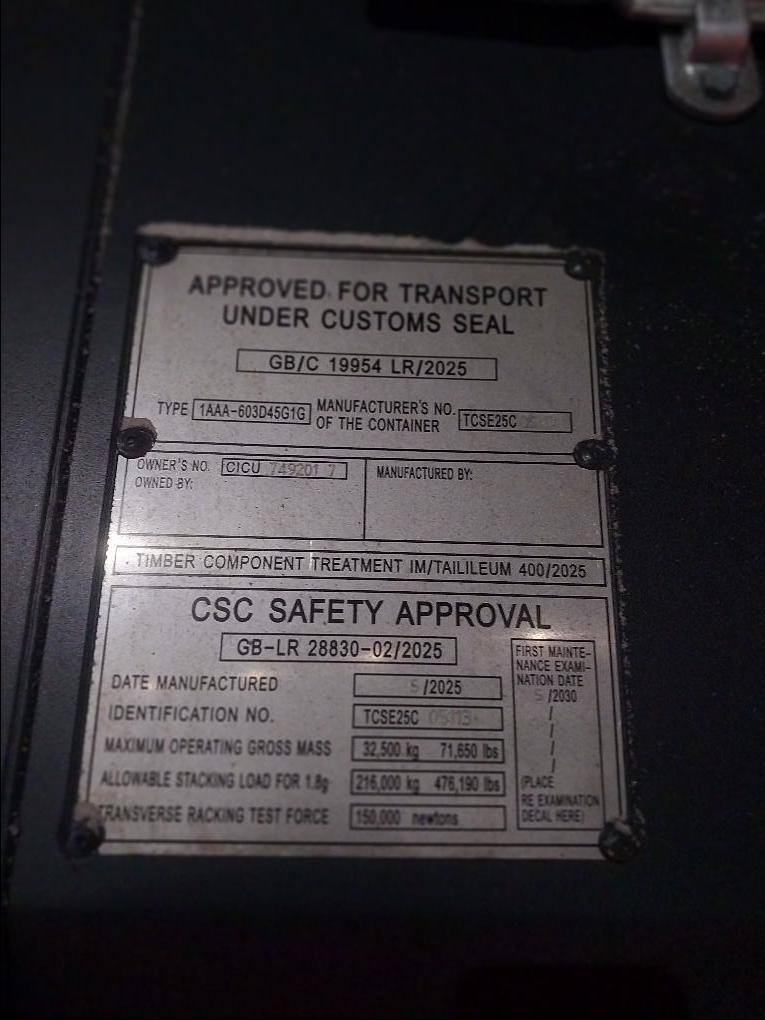 APPROVED FOR TRANSPORT
UNDER CUSTOMS SEAL
GB/C 19954 LR/2025
TYPE 1AAA-603D45G1G MANUFACTURER'S NO. OF THE CONTAINER TCSE25C
OWNER'S NO. CICU 749201 7
OWNED BY:
MANUFACTURED BY:
TIMBER COMPONENT TREATMENT IM/TAILILEUM 400/2025
CSC SAFETY APPROVAL
GB-LR 28830-02/2025
DATE MANUFACTURED 5/2025
IDENTIFICATION NO. TCSE25C
MAXIMUM OPERATING GROSS MASS 32,500 kg 71,650 lbs
ALLOWABLE STACKING LOAD FOR 1.8g 216,000 kg 476,190 lbs
TRANSVERSE RACKING TEST FORCE 150,000 newtons
FIRST MAINTE-
NANCE EXAMI-
NATION DATE
5/2030
/
/
/
/
(PLACE
RE EXAMINATION
DECAL HERE)